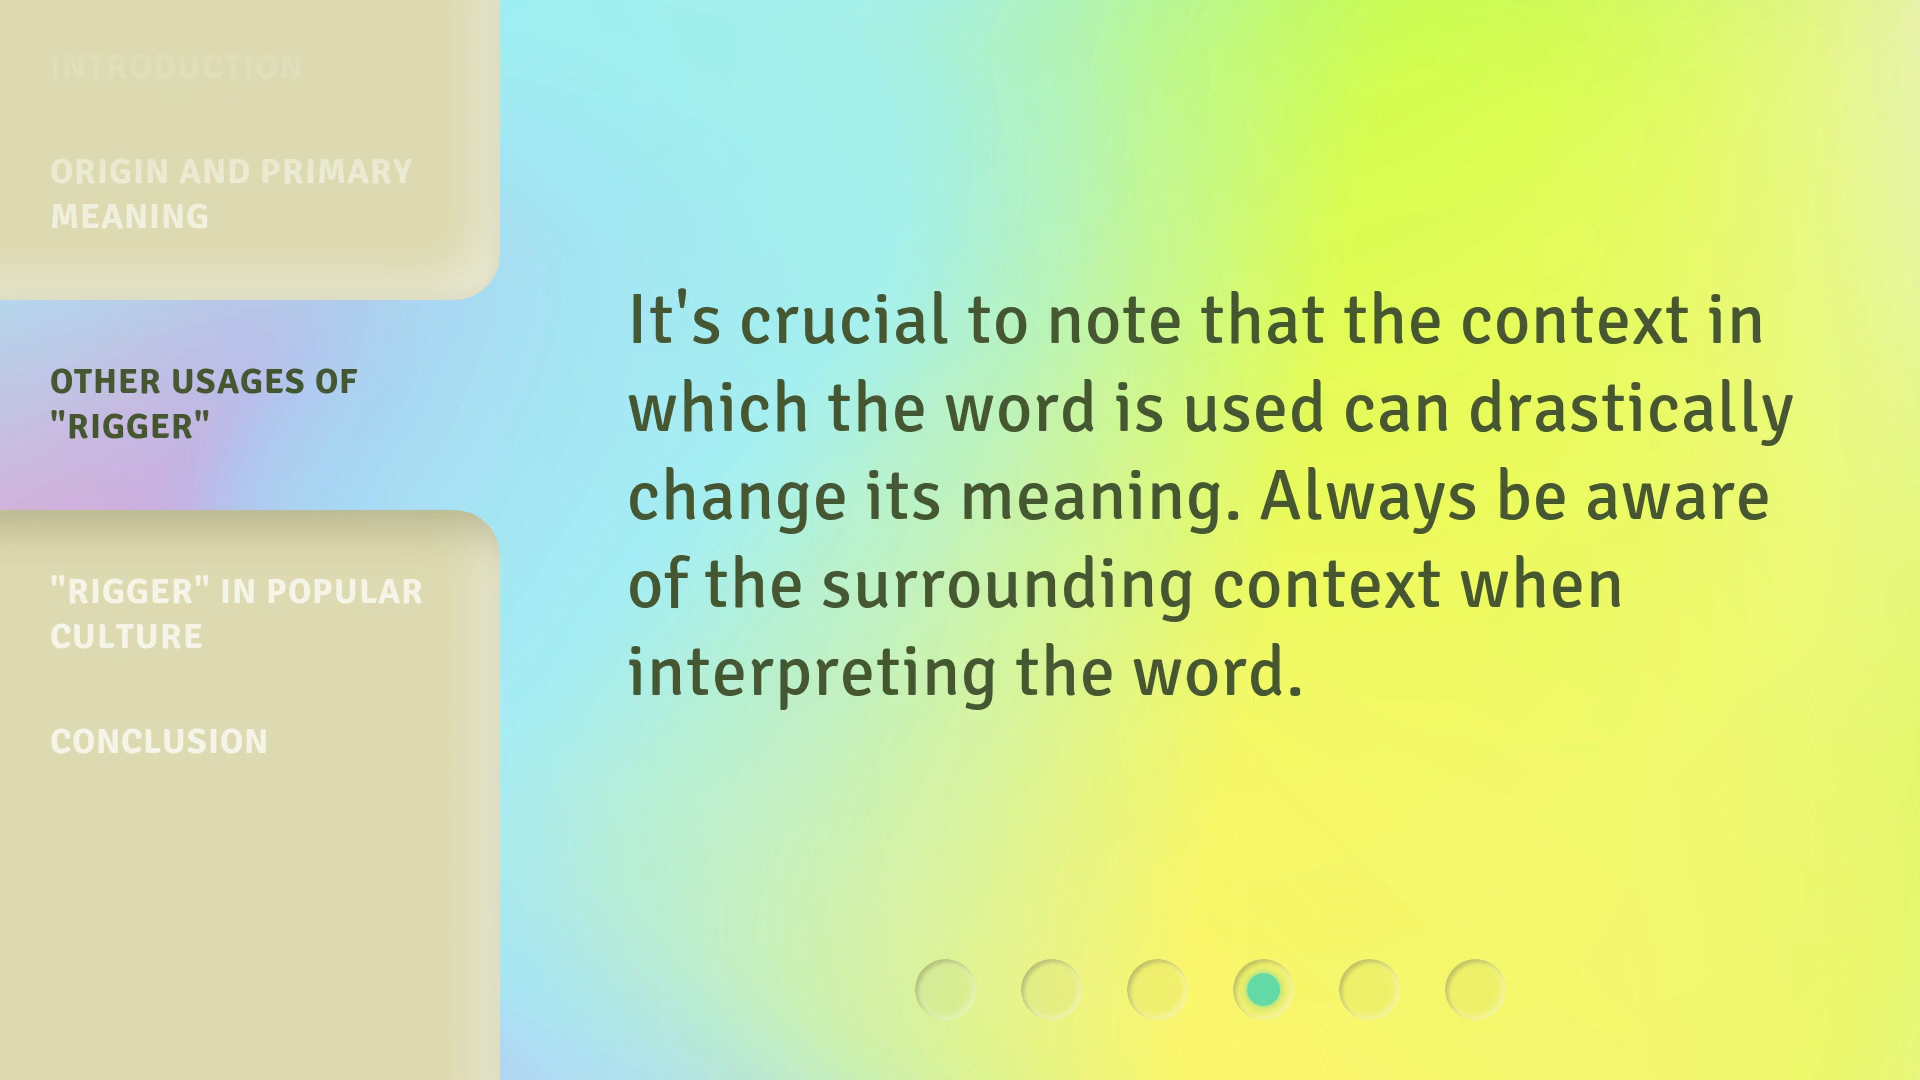 INTRODUCTION
ORIGIN AND PRIMARY
MEANING
OTHER USAGES OF
"RIGGER"
"RIGGER" IN POPULAR
CULTURE
CONCLUSION
It's crucial to note that the context in
which the word is used can drastically
change its meaning. Always be aware
of the surrounding context when
interpreting the word.